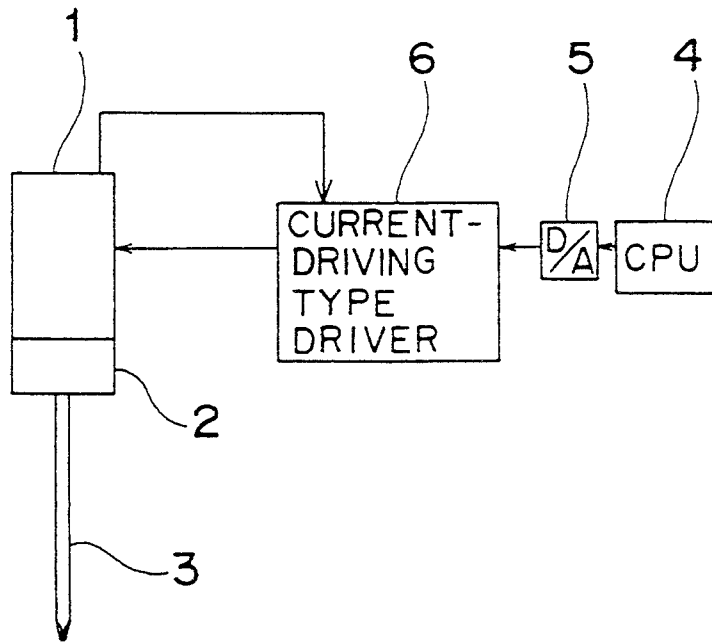 1
6
5
4
CURRENT-
DRIVING
TYPE
DRIVER
D/A
CPU
2
3